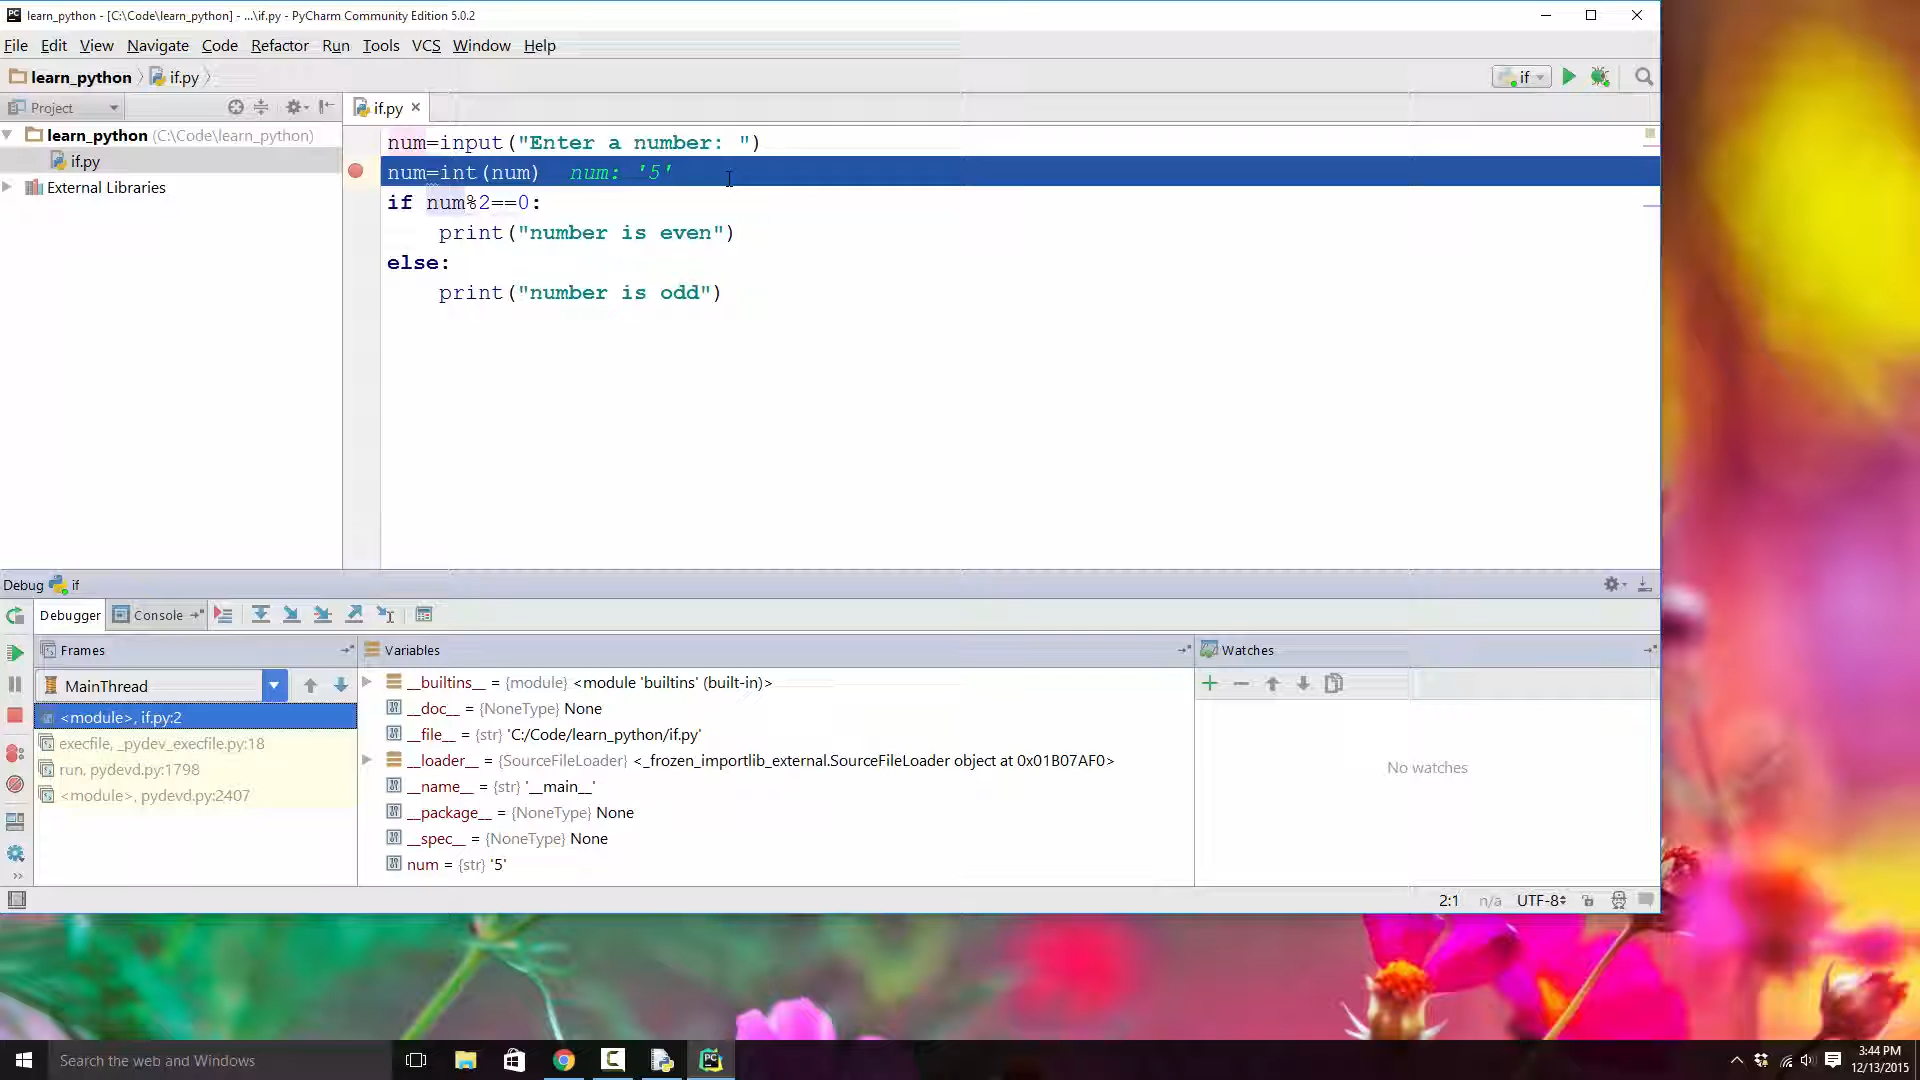 learn_python - [C:\Code\learn_python] - ...\if.py - PyCharm Community Edition 5.0.2
File Edit View Navigate Code Refactor Run Tools VCS Window Help
learn_python if.py if
Project if.py
learn_python (C:\Code\learn_python)
if.py
External Libraries
num=input("Enter a number: ")
num=int(num) num: '5'
if num%2==0:
print("number is even")
else:
print("number is odd")
Debug if
Debugger Console
Frames Variables Watches
MainThread
<module>, if.py:2
execfile, _pydev_execfile.py:18
run, pydevd.py:1798
<module>, pydevd.py:2407
__builtins__ = {module} <module 'builtins' (built-in)>
__doc__ = {NoneType} None
__file__ = {str} 'C:/Code/learn_python/if.py'
__loader__ = {SourceFileLoader} <_frozen_importlib_external.SourceFileLoader object at 0x01B07AF0>
__name__ = {str} '__main__'
__package__ = {NoneType} None
__spec__ = {NoneType} None
num = {str} '5'
No watches
2:1 n/a UTF-8
Search the web and Windows
3:44 PM
12/13/2015